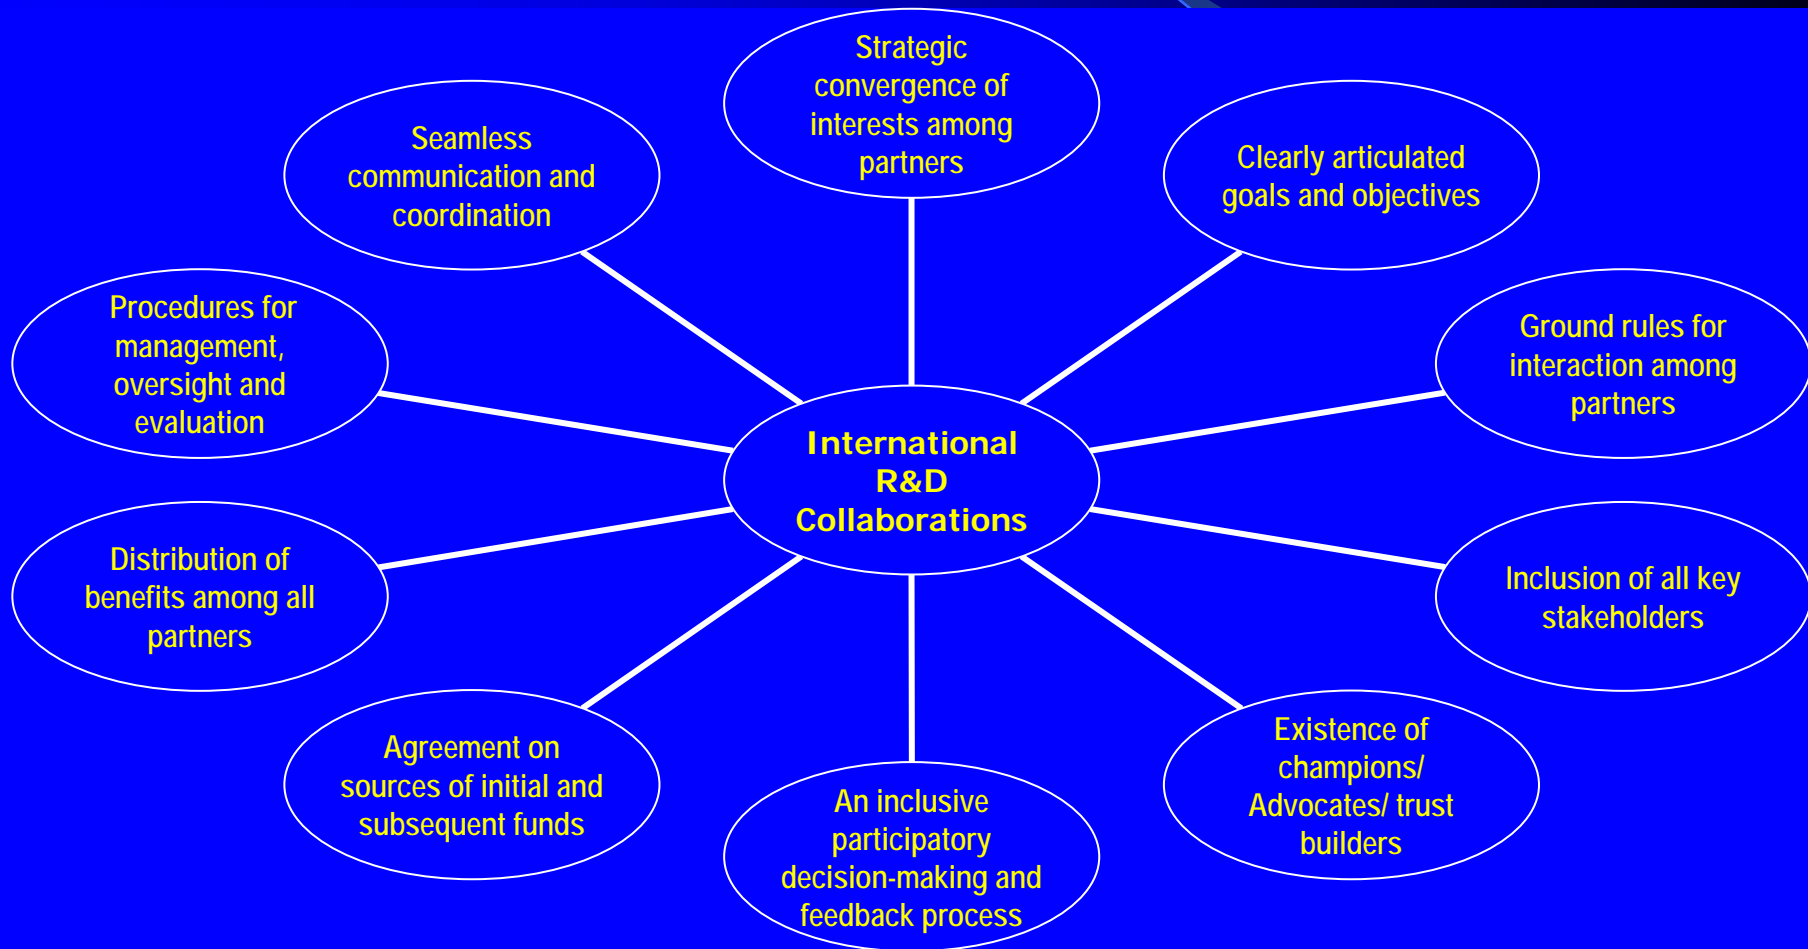 Strategic
convergence of
interests among
partners
Clearly articulated
goals and objectives
Ground rules for
interaction among
partners
Inclusion of all key
stakeholders
Existence of
champions/
Advocates/ trust
builders
An inclusive
participatory
decision-making and
feedback process
Agreement on
sources of initial and
subsequent funds
Distribution of
benefits among all
partners
Procedures for
management,
oversight and
evaluation
Seamless
communication and
coordination
International
R&D
Collaborations